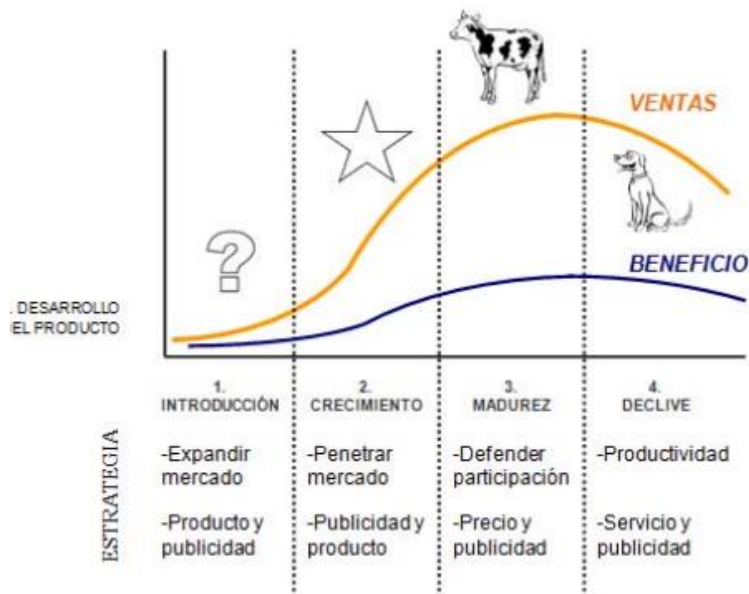 VENTAS
?
BENEFICIO
. DESARROLLO
EL PRODUCTO
1.
INTRODUCCIÓN
2.
CRECIMIENTO
3.
MADUREZ
4.
DECLIVE
ESTRATEGIA
-Expandir
mercado
-Producto y
publicidad
-Penetrar
mercado
-Publicidad y
producto
-Defender
participación
-Precio y
publicidad
-Productividad
-Servicio y
publicidad